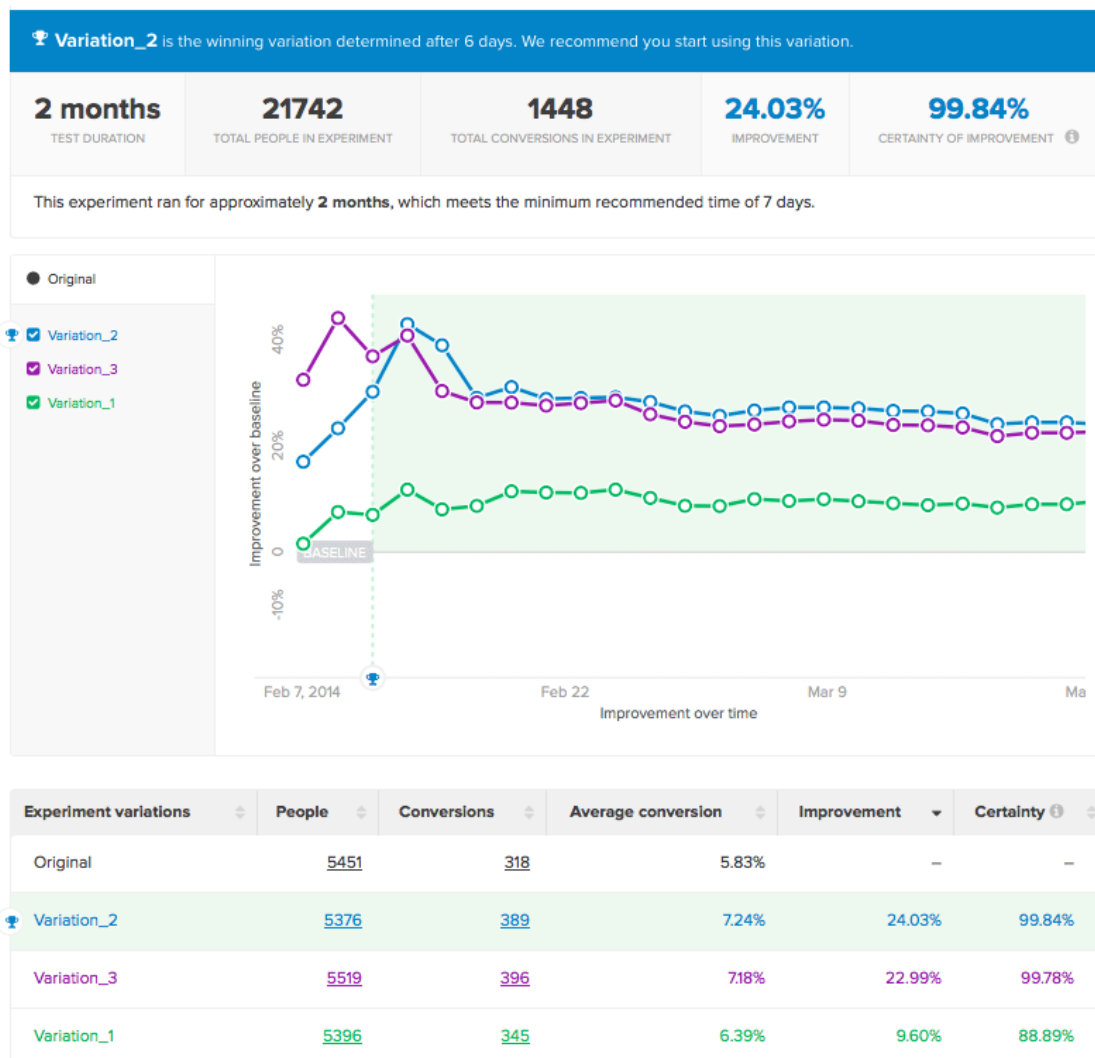 Variation_2 is the winning variation determined after 6 days. We recommend you start using this variation.
2 months 21742 1448 24.03% 99.84%
TEST DURATION TOTAL PEOPLE IN EXPERIMENT TOTAL CONVERSIONS IN EXPERIMENT IMPROVEMENT CERTAINTY OF IMPROVEMENT
This experiment ran for approximately 2 months, which meets the minimum recommended time of 7 days.
Original
Variation_2
Variation_3
Variation_1
Improvement over baseline
40%
20%
0
-10%
BASELINE
Feb 7, 2014 Feb 22 Mar 9 Ma
Improvement over time
Experiment variations People Conversions Average conversion Improvement Certainty
Original 5451 318 5.83% – –
Variation_2 5376 389 7.24% 24.03% 99.84%
Variation_3 5519 396 7.18% 22.99% 99.78%
Variation_1 5396 345 6.39% 9.60% 88.89%